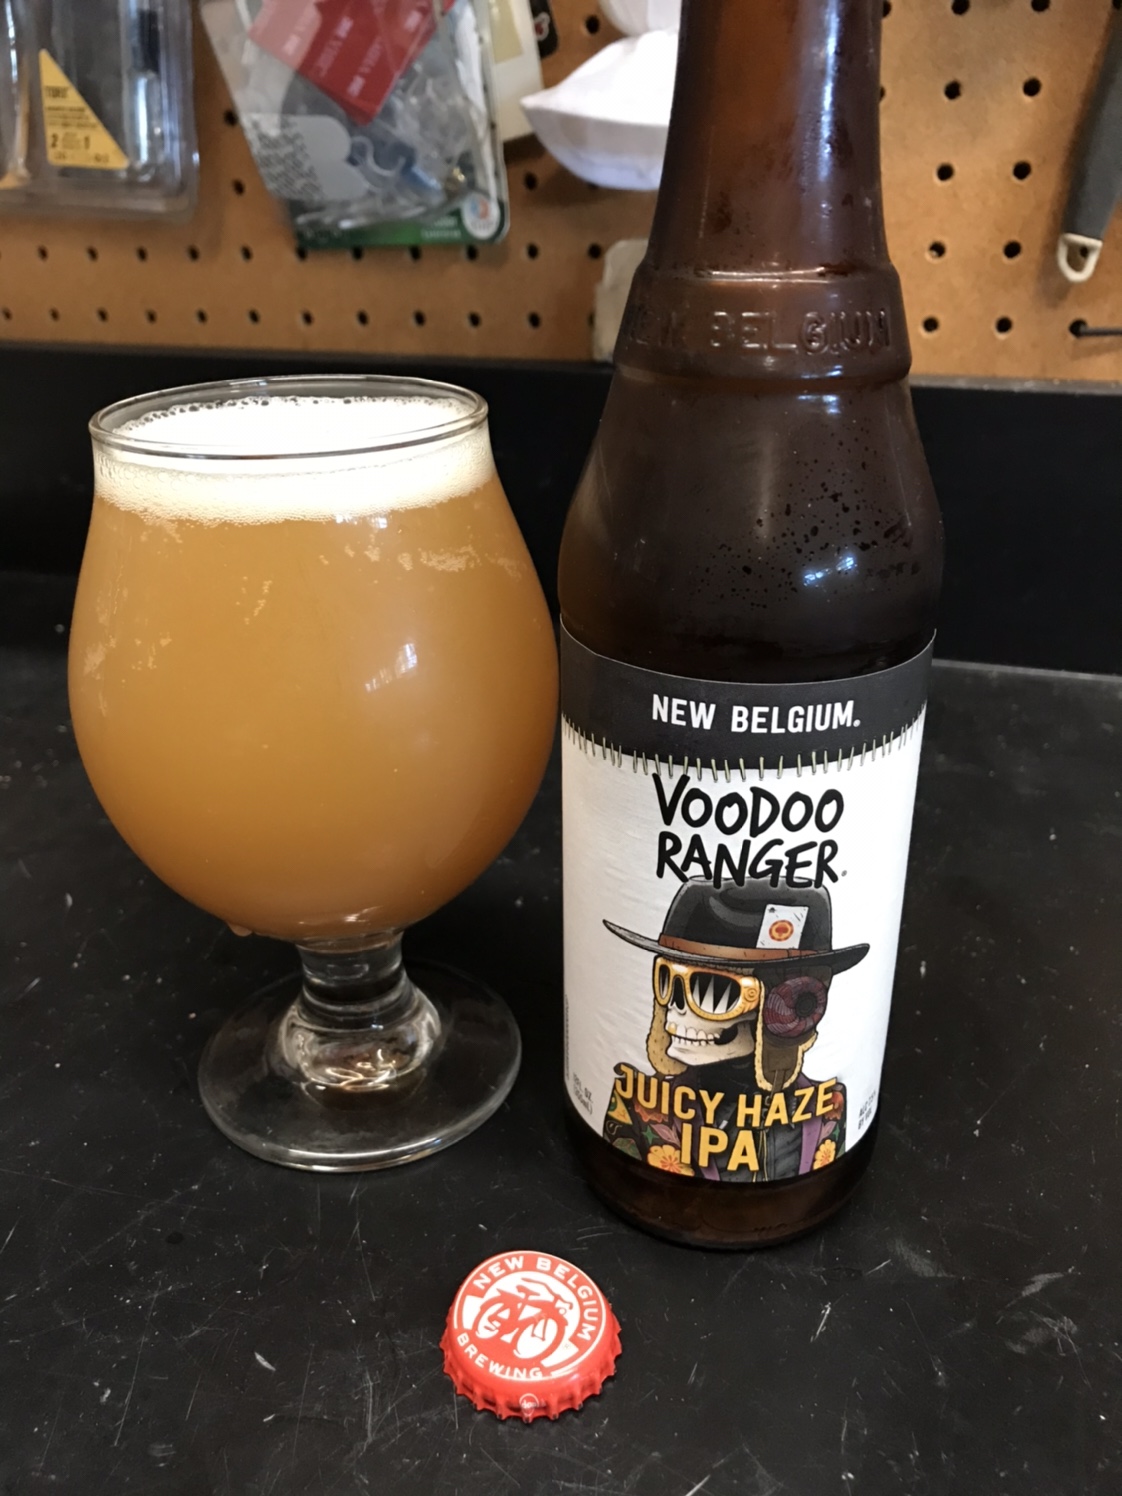 NEW BELGIUM
NEW BELGIUM.
VOODOO
RANGER.
JUICY HAZE
IPA
NEW BELGIUM
BREWING